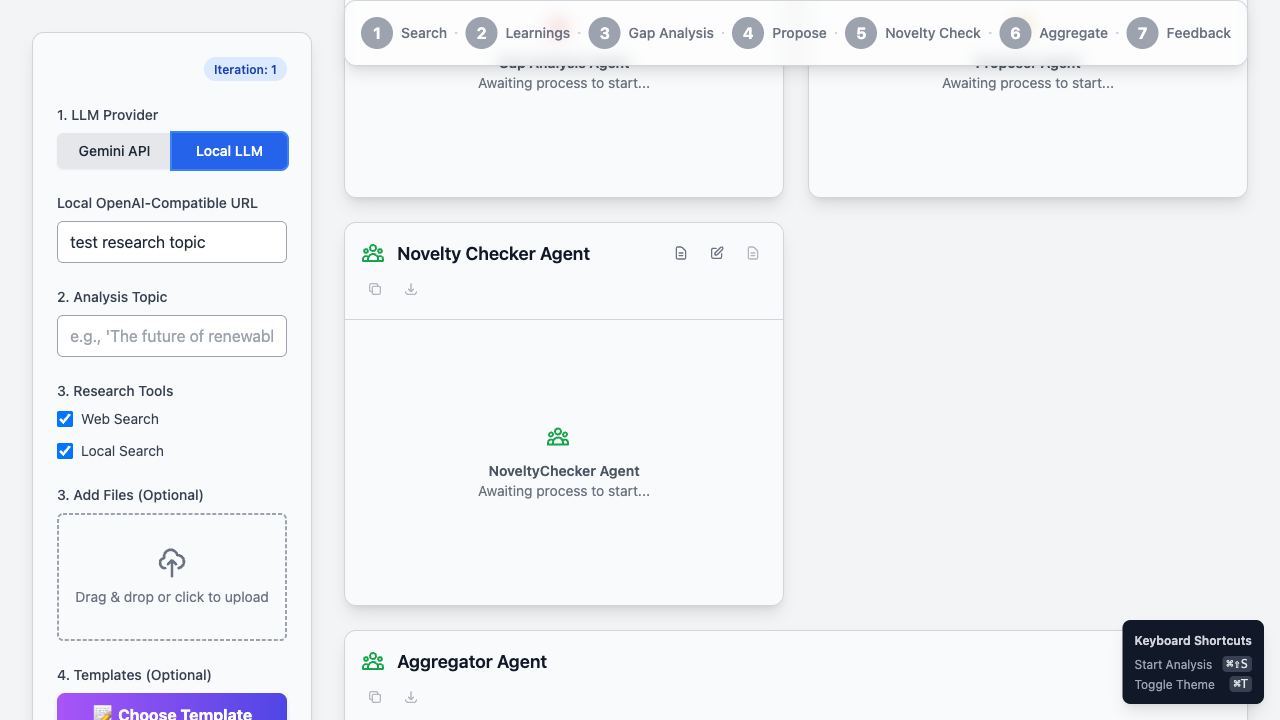 1 Search · 2 Learnings · 3 Gap Analysis · 4 Propose · 5 Novelty Check · 6 Aggregate · 7 Feedback
Iteration: 1
1. LLM Provider
Gemini API
Local LLM
Local OpenAI-Compatible URL
test research topic
2. Analysis Topic
e.g., 'The future of renewabl
3. Research Tools
Web Search
Local Search
3. Add Files (Optional)
Drag & drop or click to upload
4. Templates (Optional)
📝 Choose Template
Gap Analysis Agent
Awaiting process to start...
Proposer Agent
Awaiting process to start...
Novelty Checker Agent
NoveltyChecker Agent
Awaiting process to start...
Aggregator Agent
Keyboard Shortcuts
Start Analysis ⌘⇧S
Toggle Theme ⌘T